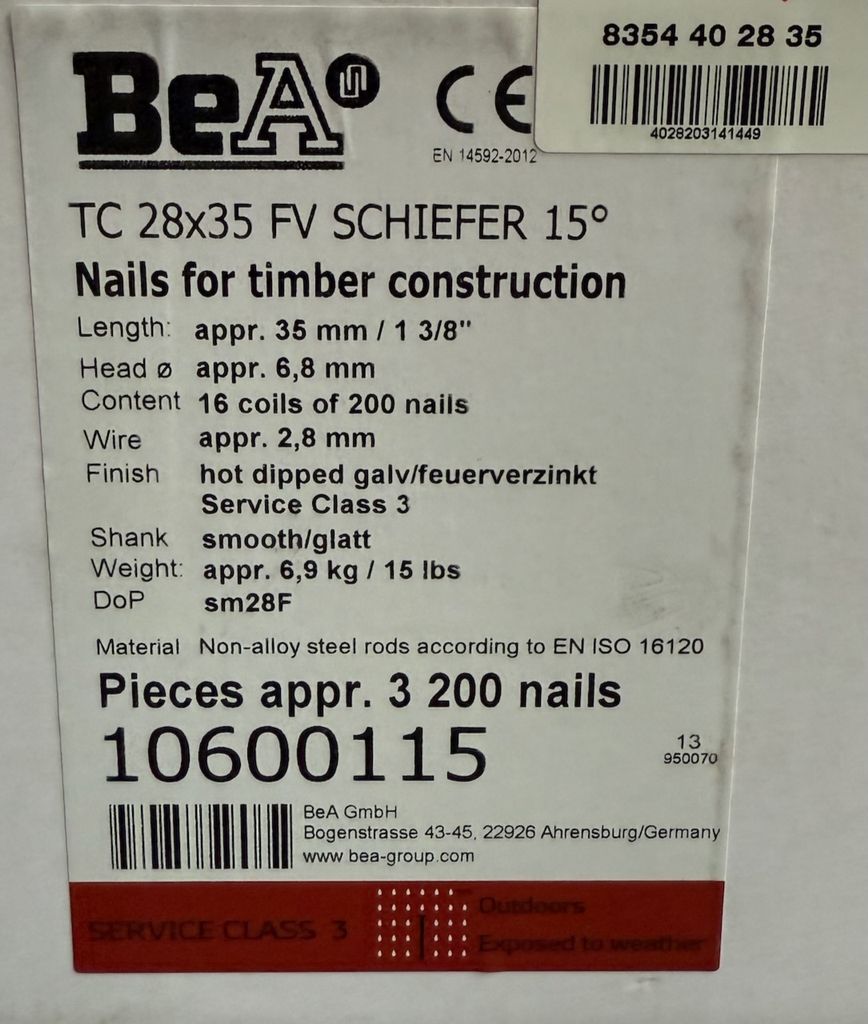 8354 40 28 35
4028203141449
BeA
CE
EN 14592-2012
TC 28x35 FV SCHIEFER 15°
Nails for timber construction
Length: appr. 35 mm / 1 3/8"
Head ø appr. 6,8 mm
Content 16 coils of 200 nails
Wire appr. 2,8 mm
Finish hot dipped galv/feuerverzinkt
Service Class 3
Shank smooth/glatt
Weight: appr. 6,9 kg / 15 lbs
DoP sm28F
Material Non-alloy steel rods according to EN ISO 16120
Pieces appr. 3 200 nails
10600115
13
950070
BeA GmbH
Bogenstrasse 43-45, 22926 Ahrensburg/Germany
www.bea-group.com
SERVICE CLASS 3
Outdoors
Exposed to weather